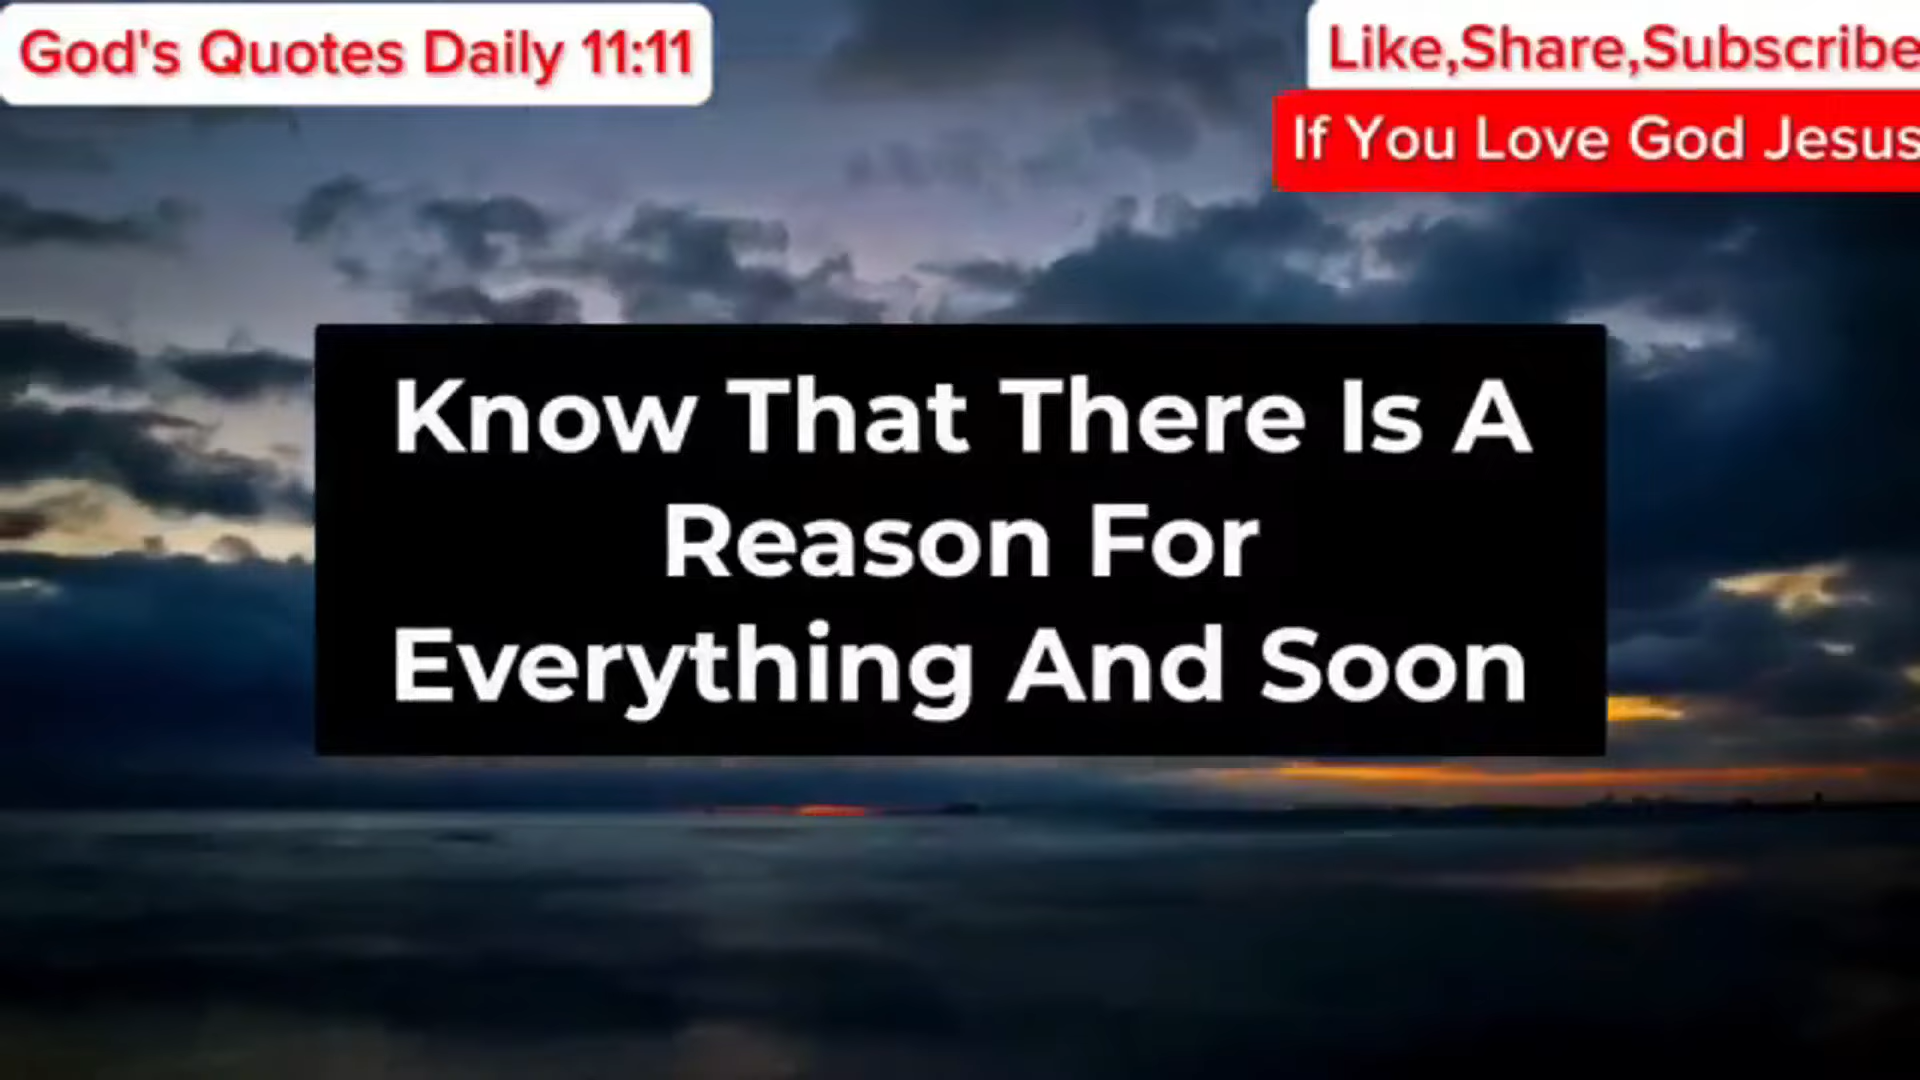 God's Quotes Daily 11:11
Like,Share,Subscribe
If You Love God Jesus
Know That There Is A
Reason For
Everything And Soon